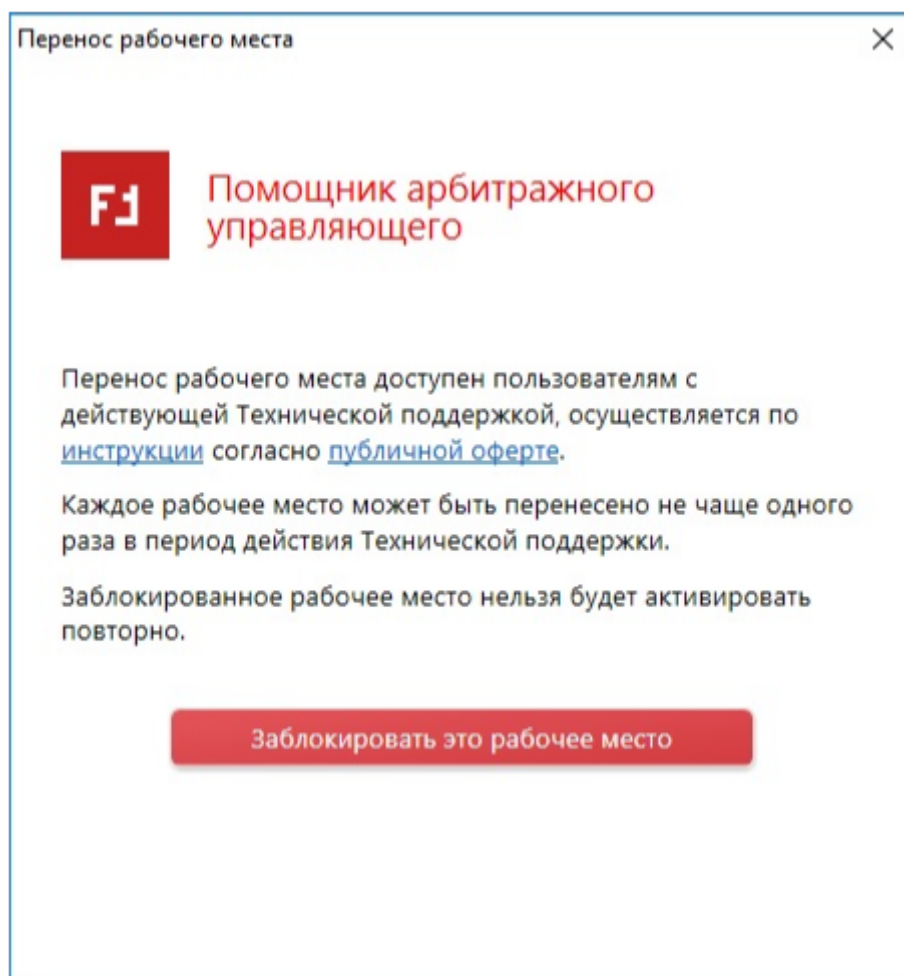 Перенос рабочего места
Помощник арбитражного
управляющего
Перенос рабочего места доступен пользователям с
действующей Технической поддержкой, осуществляется по
инструкции согласно публичной оферте.
Каждое рабочее место может быть перенесено не чаще одного
раза в период действия Технической поддержки.
Заблокированное рабочее место нельзя будет активировать
повторно.
Заблокировать это рабочее место